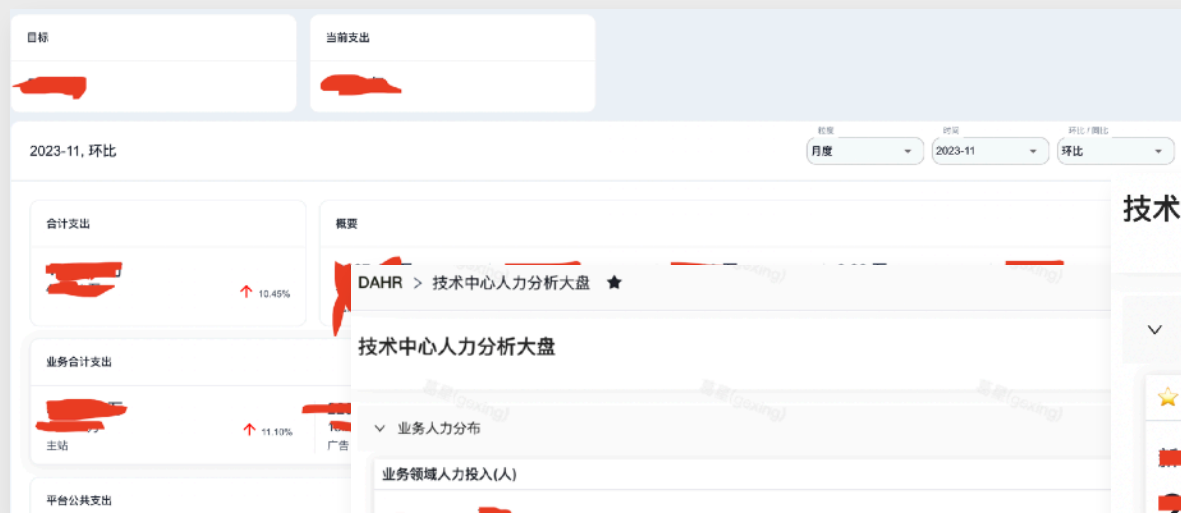 目标
当前支出
2023-11, 环比
粒度
时间
环比 / 同比
月度
2023-11
环比
合计支出
概要
10.45%
技术
DAHR > 技术中心人力分析大盘 ★
技术中心人力分析大盘
业务合计支出
11.10%
主站
广告
业务人力分布
业务领域人力投入(人)
平台公共支出
(goxing)
(goxing)
(goxing)